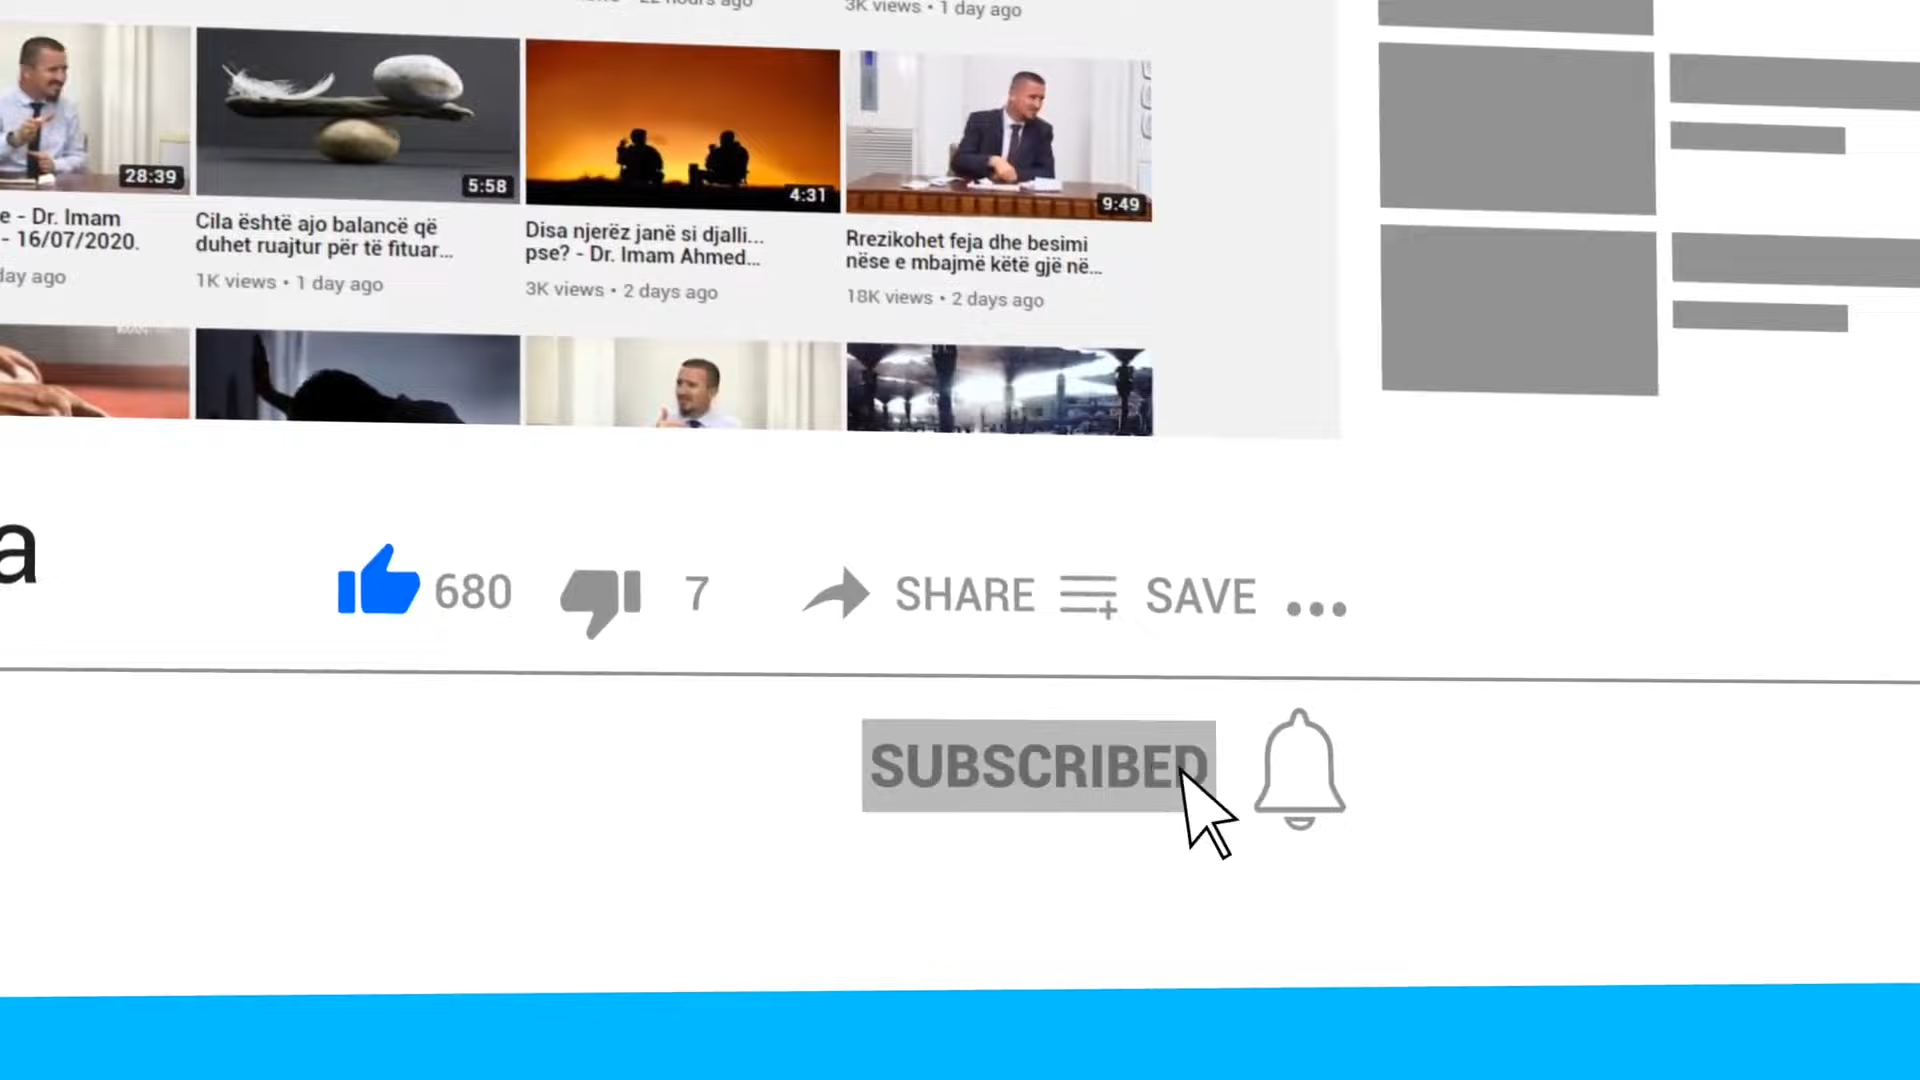 22 hours ago
3K views • 1 day ago
28:39
5:58
4:31
9:49
e - Dr. Imam
- 16/07/2020.
day ago
Cila është ajo balancë që
duhet ruajtur për të fituar...
1K views • 1 day ago
Disa njerëz janë si djalli...
pse? - Dr. Imam Ahmed...
3K views • 2 days ago
Rrezikohet feja dhe besimi
nëse e mbajmë këtë gjë në...
18K views • 2 days ago
a
680
7
SHARE
SAVE
SUBSCRIBED